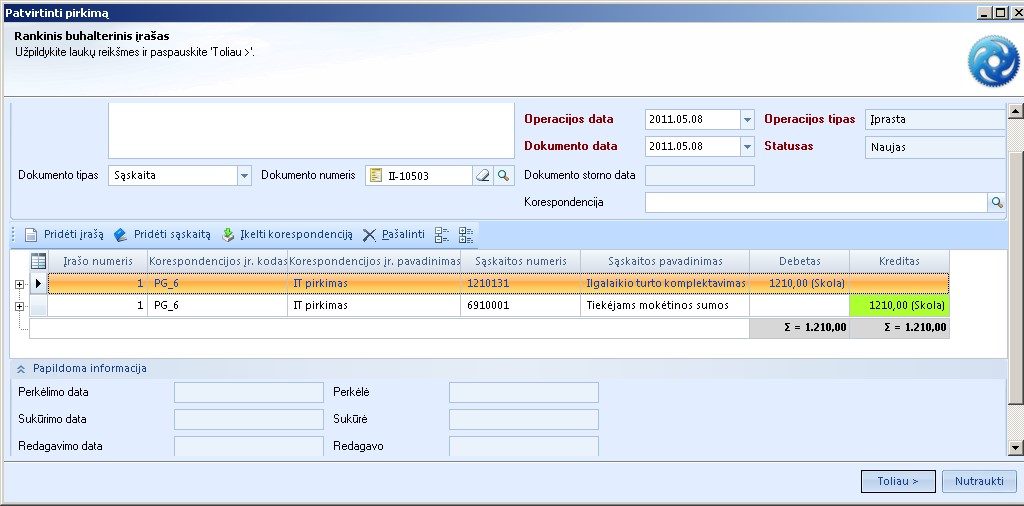 Patvirtinti pirkimą
Rankinis buhalterinis įrašas
Užpildykite laukų reikšmes ir paspauskite 'Toliau >'.
Operacijos data 2011.05.08 Operacijos tipas Įprasta
Dokumento data 2011.05.08 Statusas Naujas
Dokumento tipas Sąskaita Dokumento numeris II-10503 Dokumento storno data
Korespondencija
Pridėti įrašą Pridėti sąskaitą Įkelti korespondenciją Pašalinti
Įrašo numeris Korespondencijos įr. kodas Korespondencijos įr. pavadinimas Sąskaitos numeris Sąskaitos pavadinimas Debetas Kreditas
1 PG_6 IT pirkimas 1210131 Ilgalaikio turto komplektavimas 1210,00 (Skola)
1 PG_6 IT pirkimas 6910001 Tiekėjams mokėtinos sumos 1210,00 (Skola)
Σ = 1.210,00 Σ = 1.210,00
Papildoma informacija
Perkėlimo data Perkėlė
Sukūrimo data Sukūrė
Redagavimo data Redagavo
Toliau > Nutraukti